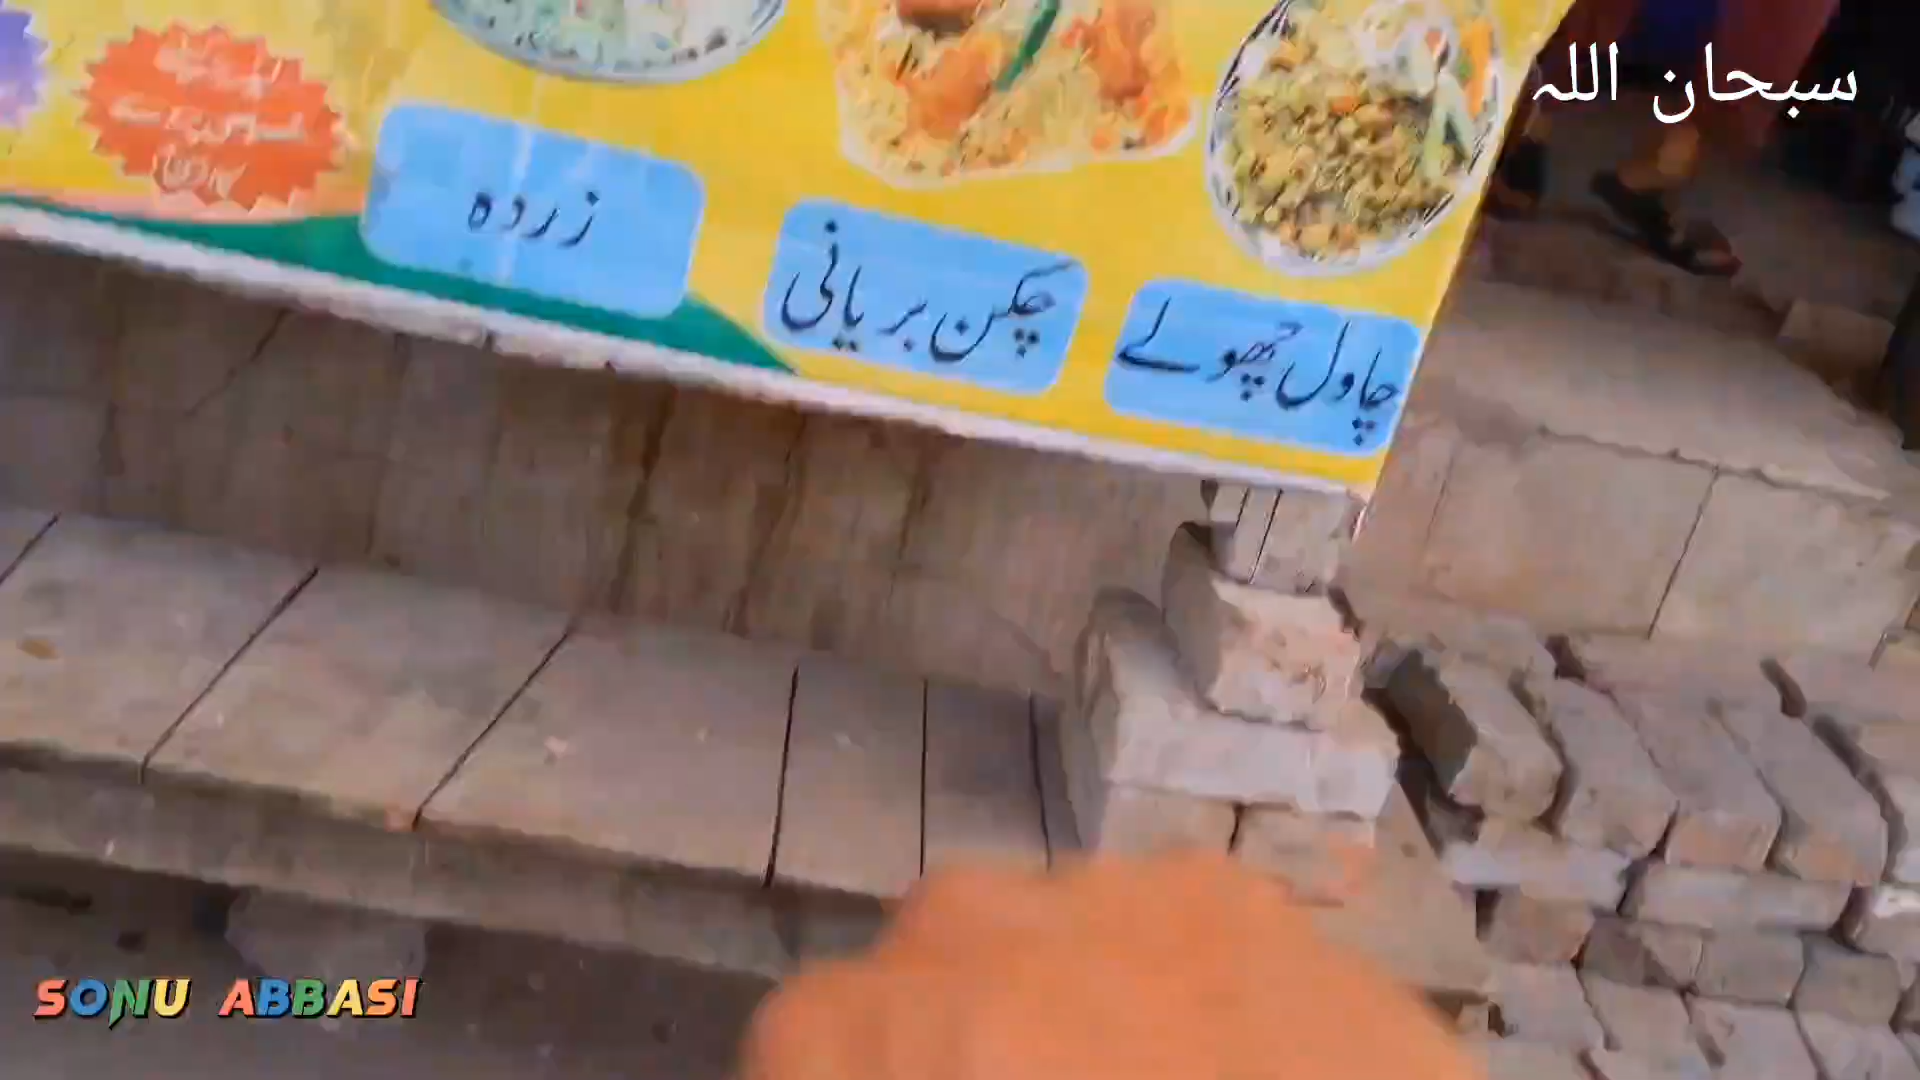 سبحان اللہ
زردہ
چکن بریانی
چاول چھولے
SONU ABBASI